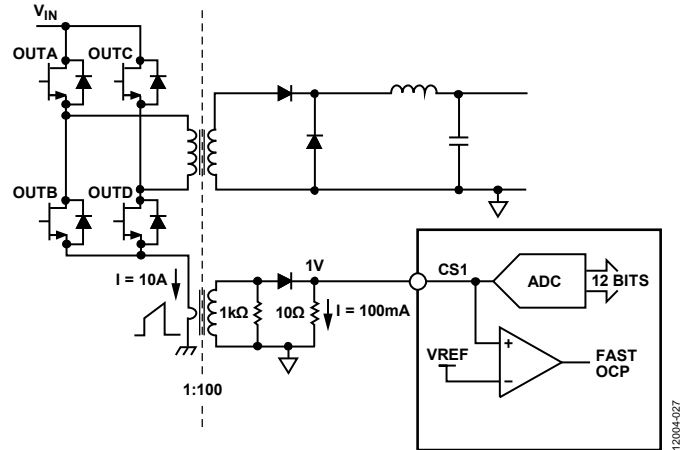 VIN
OUTA
OUTC
OUTB
OUTD
I = 10A
1V
CS1
ADC
12 BITS
1kΩ
10Ω
I = 100mA
VREF
+
−
FAST
OCP
1:100
12004-027